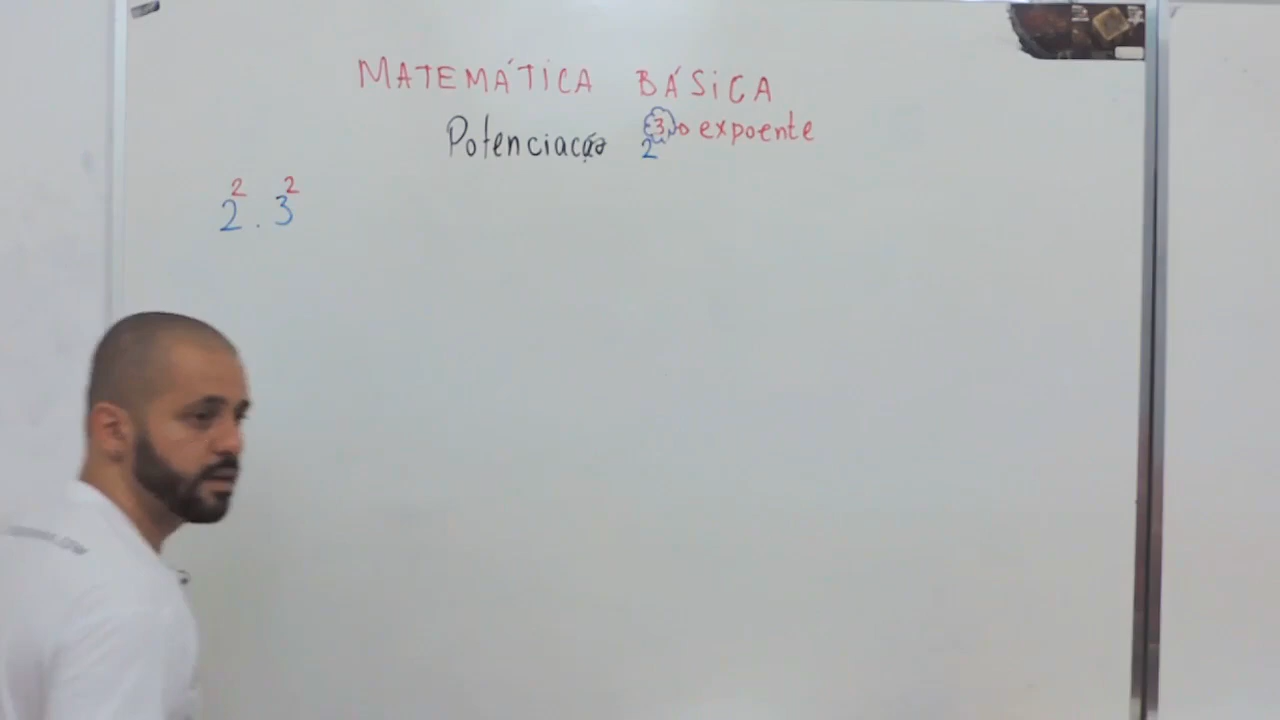 MATEMÁTICA BÁSICA
Potenciação 2³ → expoente
2² . 3²